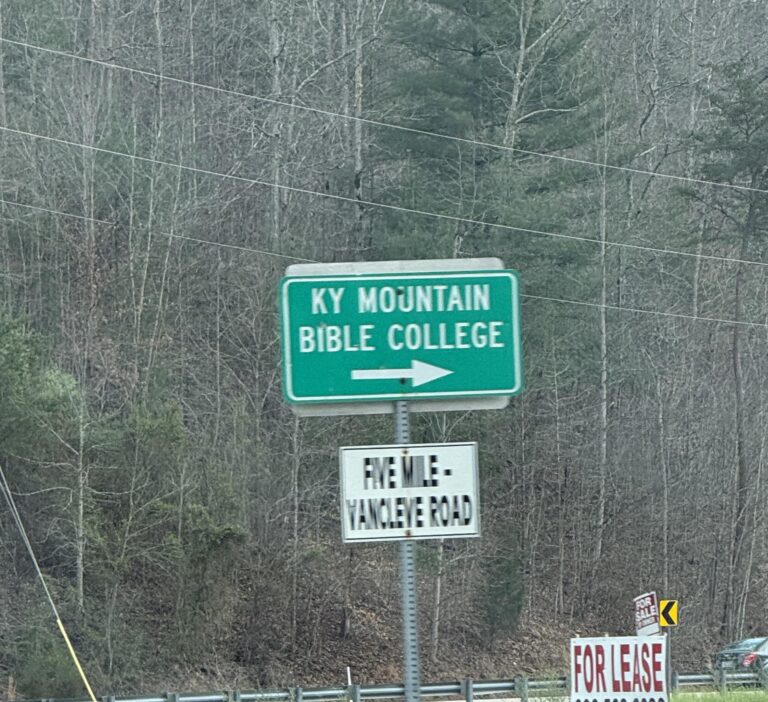 KY MOUNTAIN
BIBLE COLLEGE
FIVE MILE -
VANCLEVE ROAD
FOR
SALE
FOR LEASE